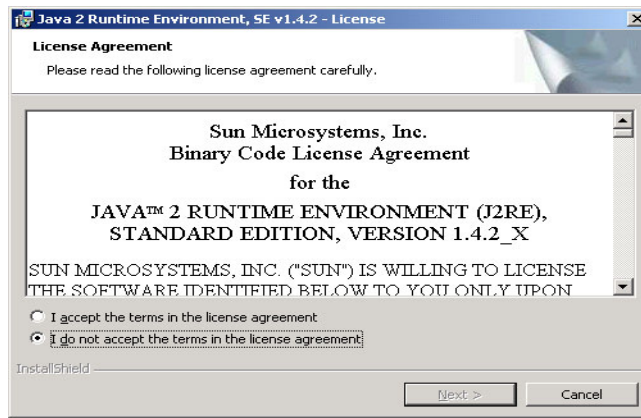 Java 2 Runtime Environment, SE v1.4.2 - License
License Agreement
Please read the following license agreement carefully.
Sun Microsystems, Inc.
Binary Code License Agreement
for the
JAVA™ 2 RUNTIME ENVIRONMENT (J2RE),
STANDARD EDITION, VERSION 1.4.2_X
SUN MICROSYSTEMS, INC. ("SUN") IS WILLING TO LICENSE
THE SOFTWARE IDENTIFIED BELOW TO YOU ONLY UPON
I accept the terms in the license agreement
I do not accept the terms in the license agreement
InstallShield
Next >
Cancel